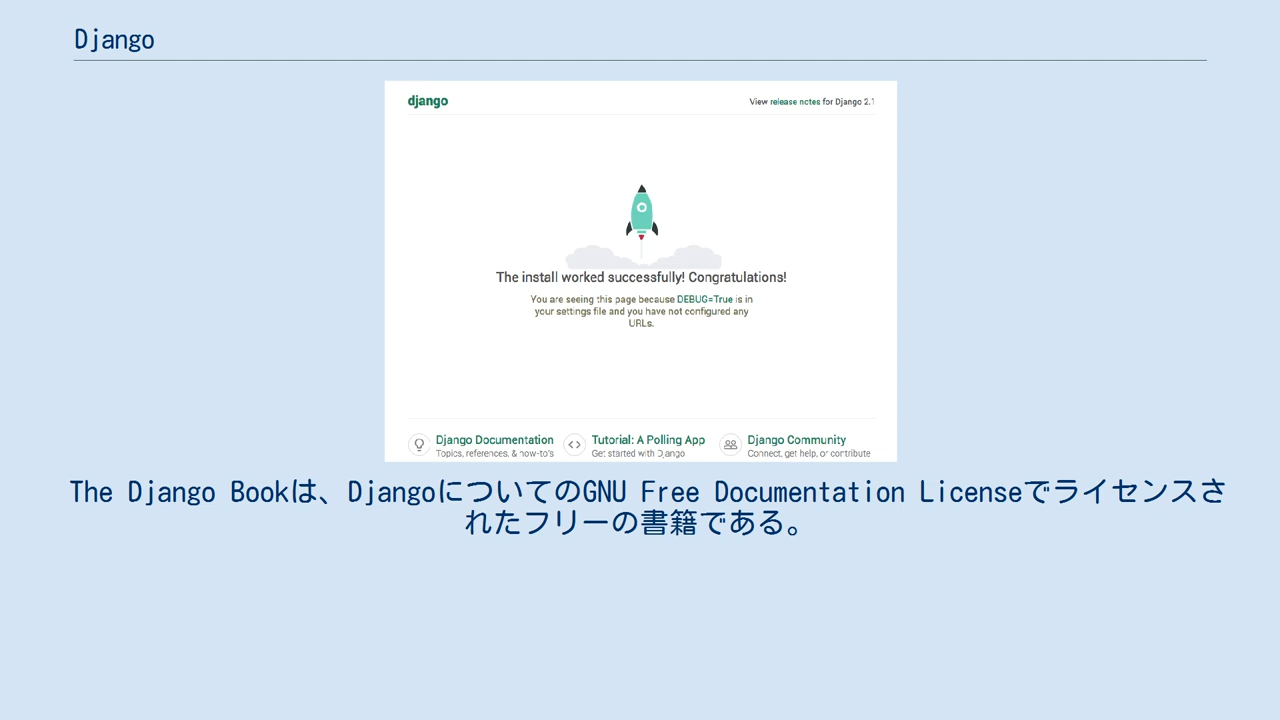 Django
django
View release notes for Django 2.1
The install worked successfully! Congratulations!
You are seeing this page because DEBUG=True is in
your settings file and you have not configured any
URLs.
Django Documentation
Topics, references, & how-to's
Tutorial: A Polling App
Get started with Django
Django Community
Connect, get help, or contribute
The Django Bookは、DjangoについてのGNU Free Documentation Licenseでライセンスさ
れたフリーの書籍である。